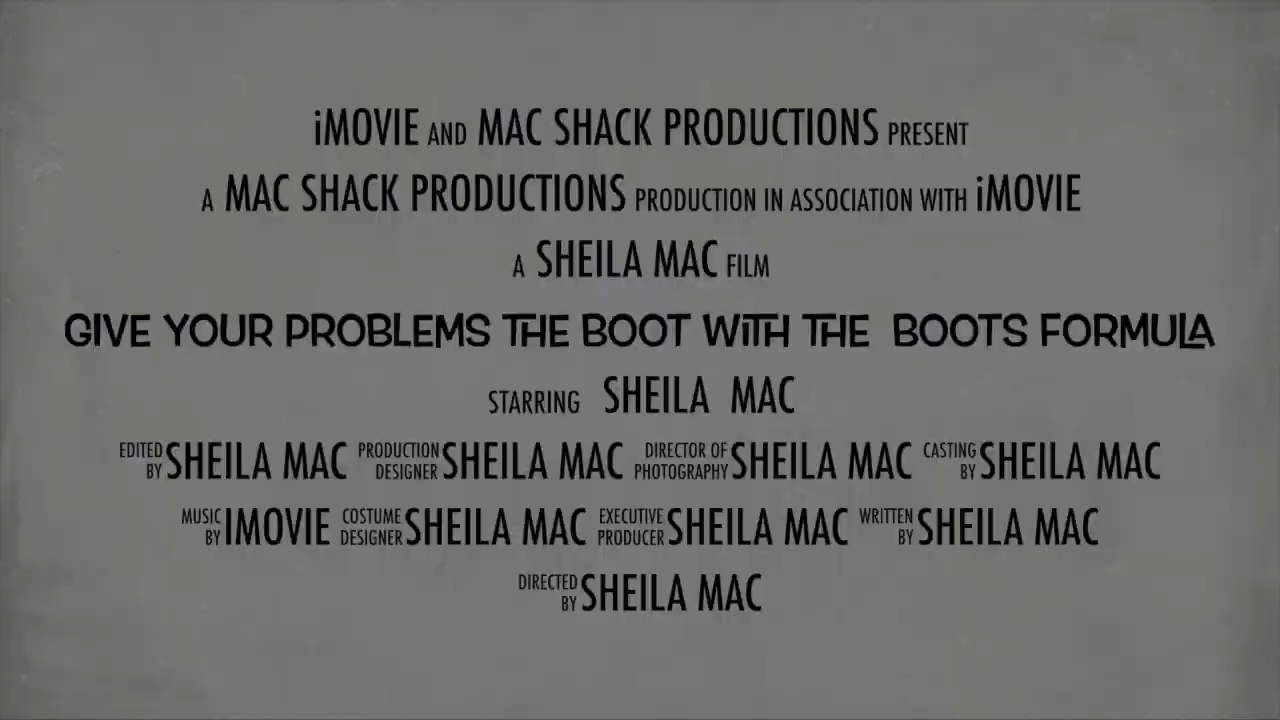 iMOVIE AND MAC SHACK PRODUCTIONS PRESENT
A MAC SHACK PRODUCTIONS PRODUCTION IN ASSOCIATION WITH iMOVIE
A SHEILA MAC FILM
GIVE YOUR PROBLEMS THE BOOT WITH THE BOOTS FORMULA
STARRING SHEILA MAC
EDITED BY SHEILA MAC PRODUCTION DESIGNER SHEILA MAC DIRECTOR OF PHOTOGRAPHY SHEILA MAC CASTING BY SHEILA MAC
MUSIC BY IMOVIE COSTUME DESIGNER SHEILA MAC EXECUTIVE PRODUCER SHEILA MAC WRITTEN BY SHEILA MAC
DIRECTED BY SHEILA MAC